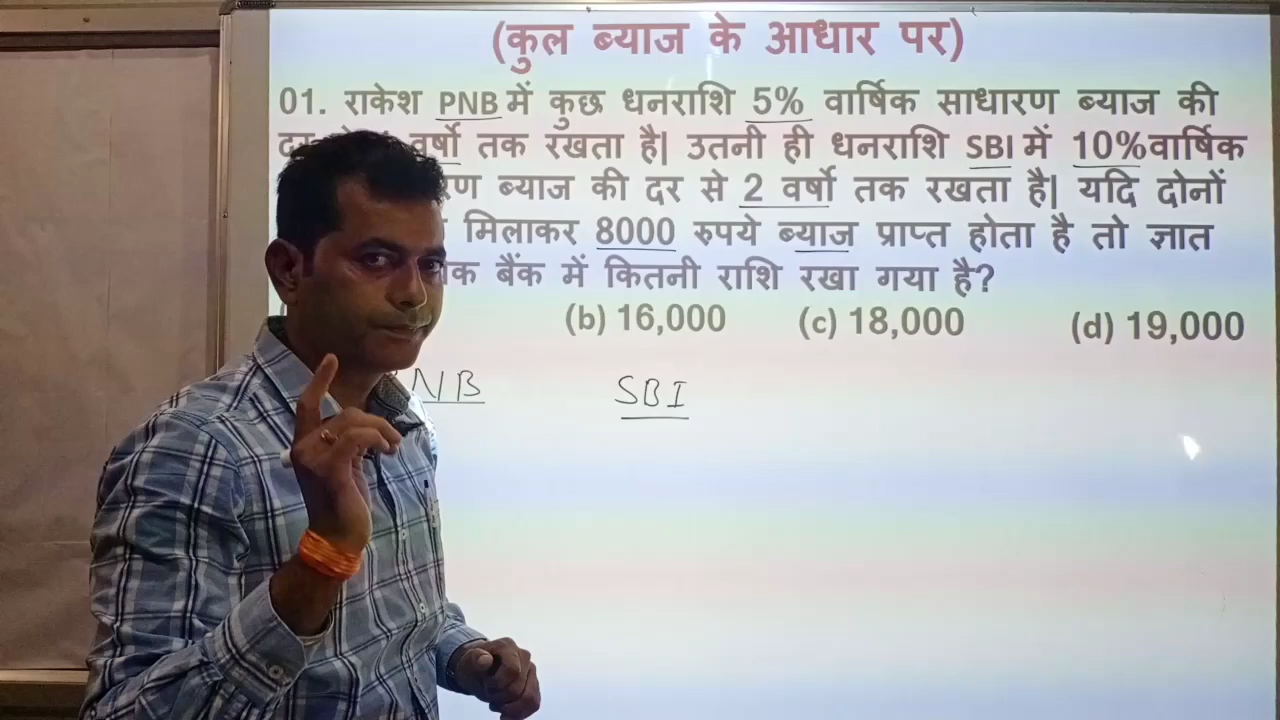 (कुल ब्याज के आधार पर)
01. राकेश PNB में कुछ धनराशि 5% वार्षिक साधारण ब्याज की
वर्षो तक रखता है| उतनी ही धनराशि SBI में 10%वार्षिक
रण ब्याज की दर से 2 वर्षो तक रखता है| यदि दोनों
मिलाकर 8000 रुपये ब्याज प्राप्त होता है तो ज्ञात
क बैंक में कितनी राशि रखा गया है?
(b) 16,000 (c) 18,000 (d) 19,000
NB SBI